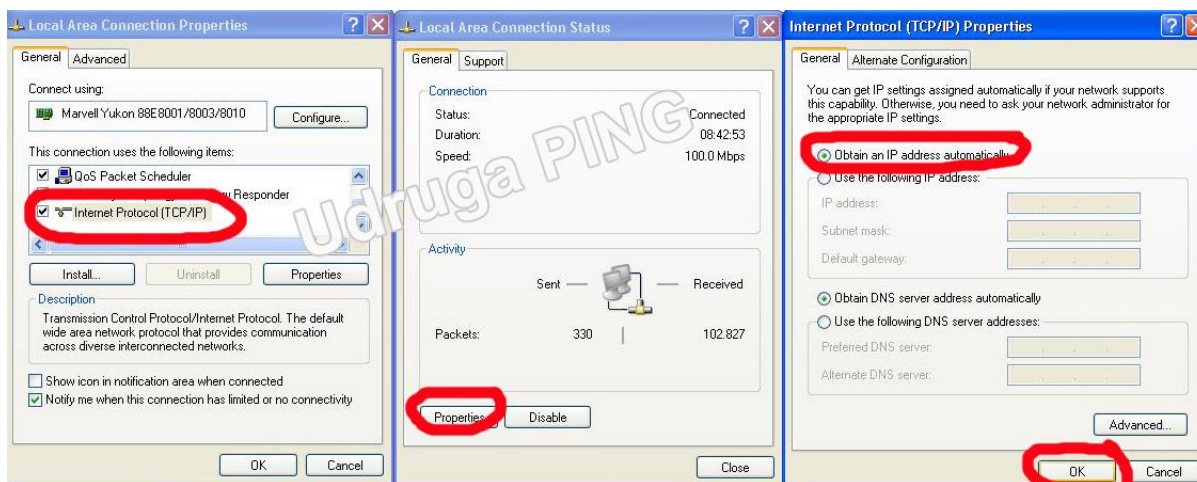 Local Area Connection Properties
General Advanced
Connect using:
Marvell Yukon 88E8001/8003/8010
Configure...
This connection uses the following items:
QoS Packet Scheduler
Responder
Internet Protocol (TCP/IP)
Install... Uninstall Properties
Description
Transmission Control Protocol/Internet Protocol. The default
wide area network protocol that provides communication
across diverse interconnected networks.
Show icon in notification area when connected
Notify me when this connection has limited or no connectivity
OK Cancel
Local Area Connection Status
General Support
Connection
Status: Connected
Duration: 08:42:53
Speed: 100.0 Mbps
Activity
Sent Received
Packets: 330 102.827
Properties Disable
Close
Internet Protocol (TCP/IP) Properties
General Alternate Configuration
You can get IP settings assigned automatically if your network supports
this capability. Otherwise, you need to ask your network administrator for
the appropriate IP settings.
Obtain an IP address automatically
Use the following IP address:
IP address:
Subnet mask:
Default gateway:
Obtain DNS server address automatically
Use the following DNS server addresses:
Preferred DNS server:
Alternate DNS server:
Advanced...
OK Cancel
Udruga PING